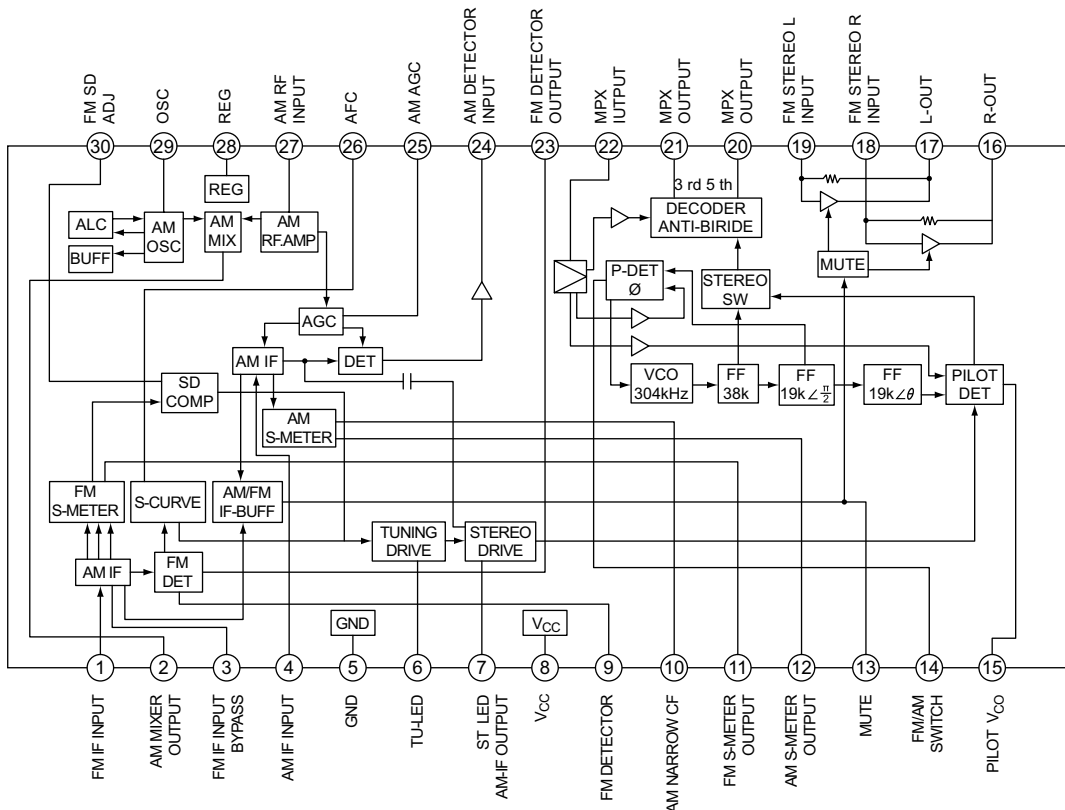 FM SD
ADJ
OSC
REG
AM RF
INPUT
AFC
AM AGC
AM DETECTOR
INPUT
FM DETECTOR
OUTPUT
MPX
IUTPUT
MPX
OUTPUT
MPX
OUTPUT
FM STEREO L
INPUT
FM STEREO R
INPUT
L-OUT
R-OUT
30
29
28
27
26
25
24
23
22
21
20
19
18
17
16
REG
ALC
AM
OSC
BUFF
AM
MIX
AM
RF.AMP
3 rd 5 th
DECODER
ANTI-BIRIDE
MUTE
P-DET
Ø
STEREO
SW
AGC
AM IF
DET
SD
COMP
AM
S-METER
VCO
304kHz
FF
38k
FF
19k∠π/2
FF
19k∠θ
PILOT
DET
FM
S-METER
S-CURVE
AM/FM
IF-BUFF
TUNING
DRIVE
STEREO
DRIVE
AM IF
FM
DET
GND
VCC
1
2
3
4
5
6
7
8
9
10
11
12
13
14
15
FM IF INPUT
AM MIXER
OUTPUT
FM IF INPUT
BYPASS
AM IF INPUT
GND
TU-LED
ST LED
AM-IF OUTPUT
VCC
FM DETECTOR
AM NARROW CF
FM S-METER
OUTPUT
AM S-METER
OUTPUT
MUTE
FM/AM
SWITCH
PILOT VCO